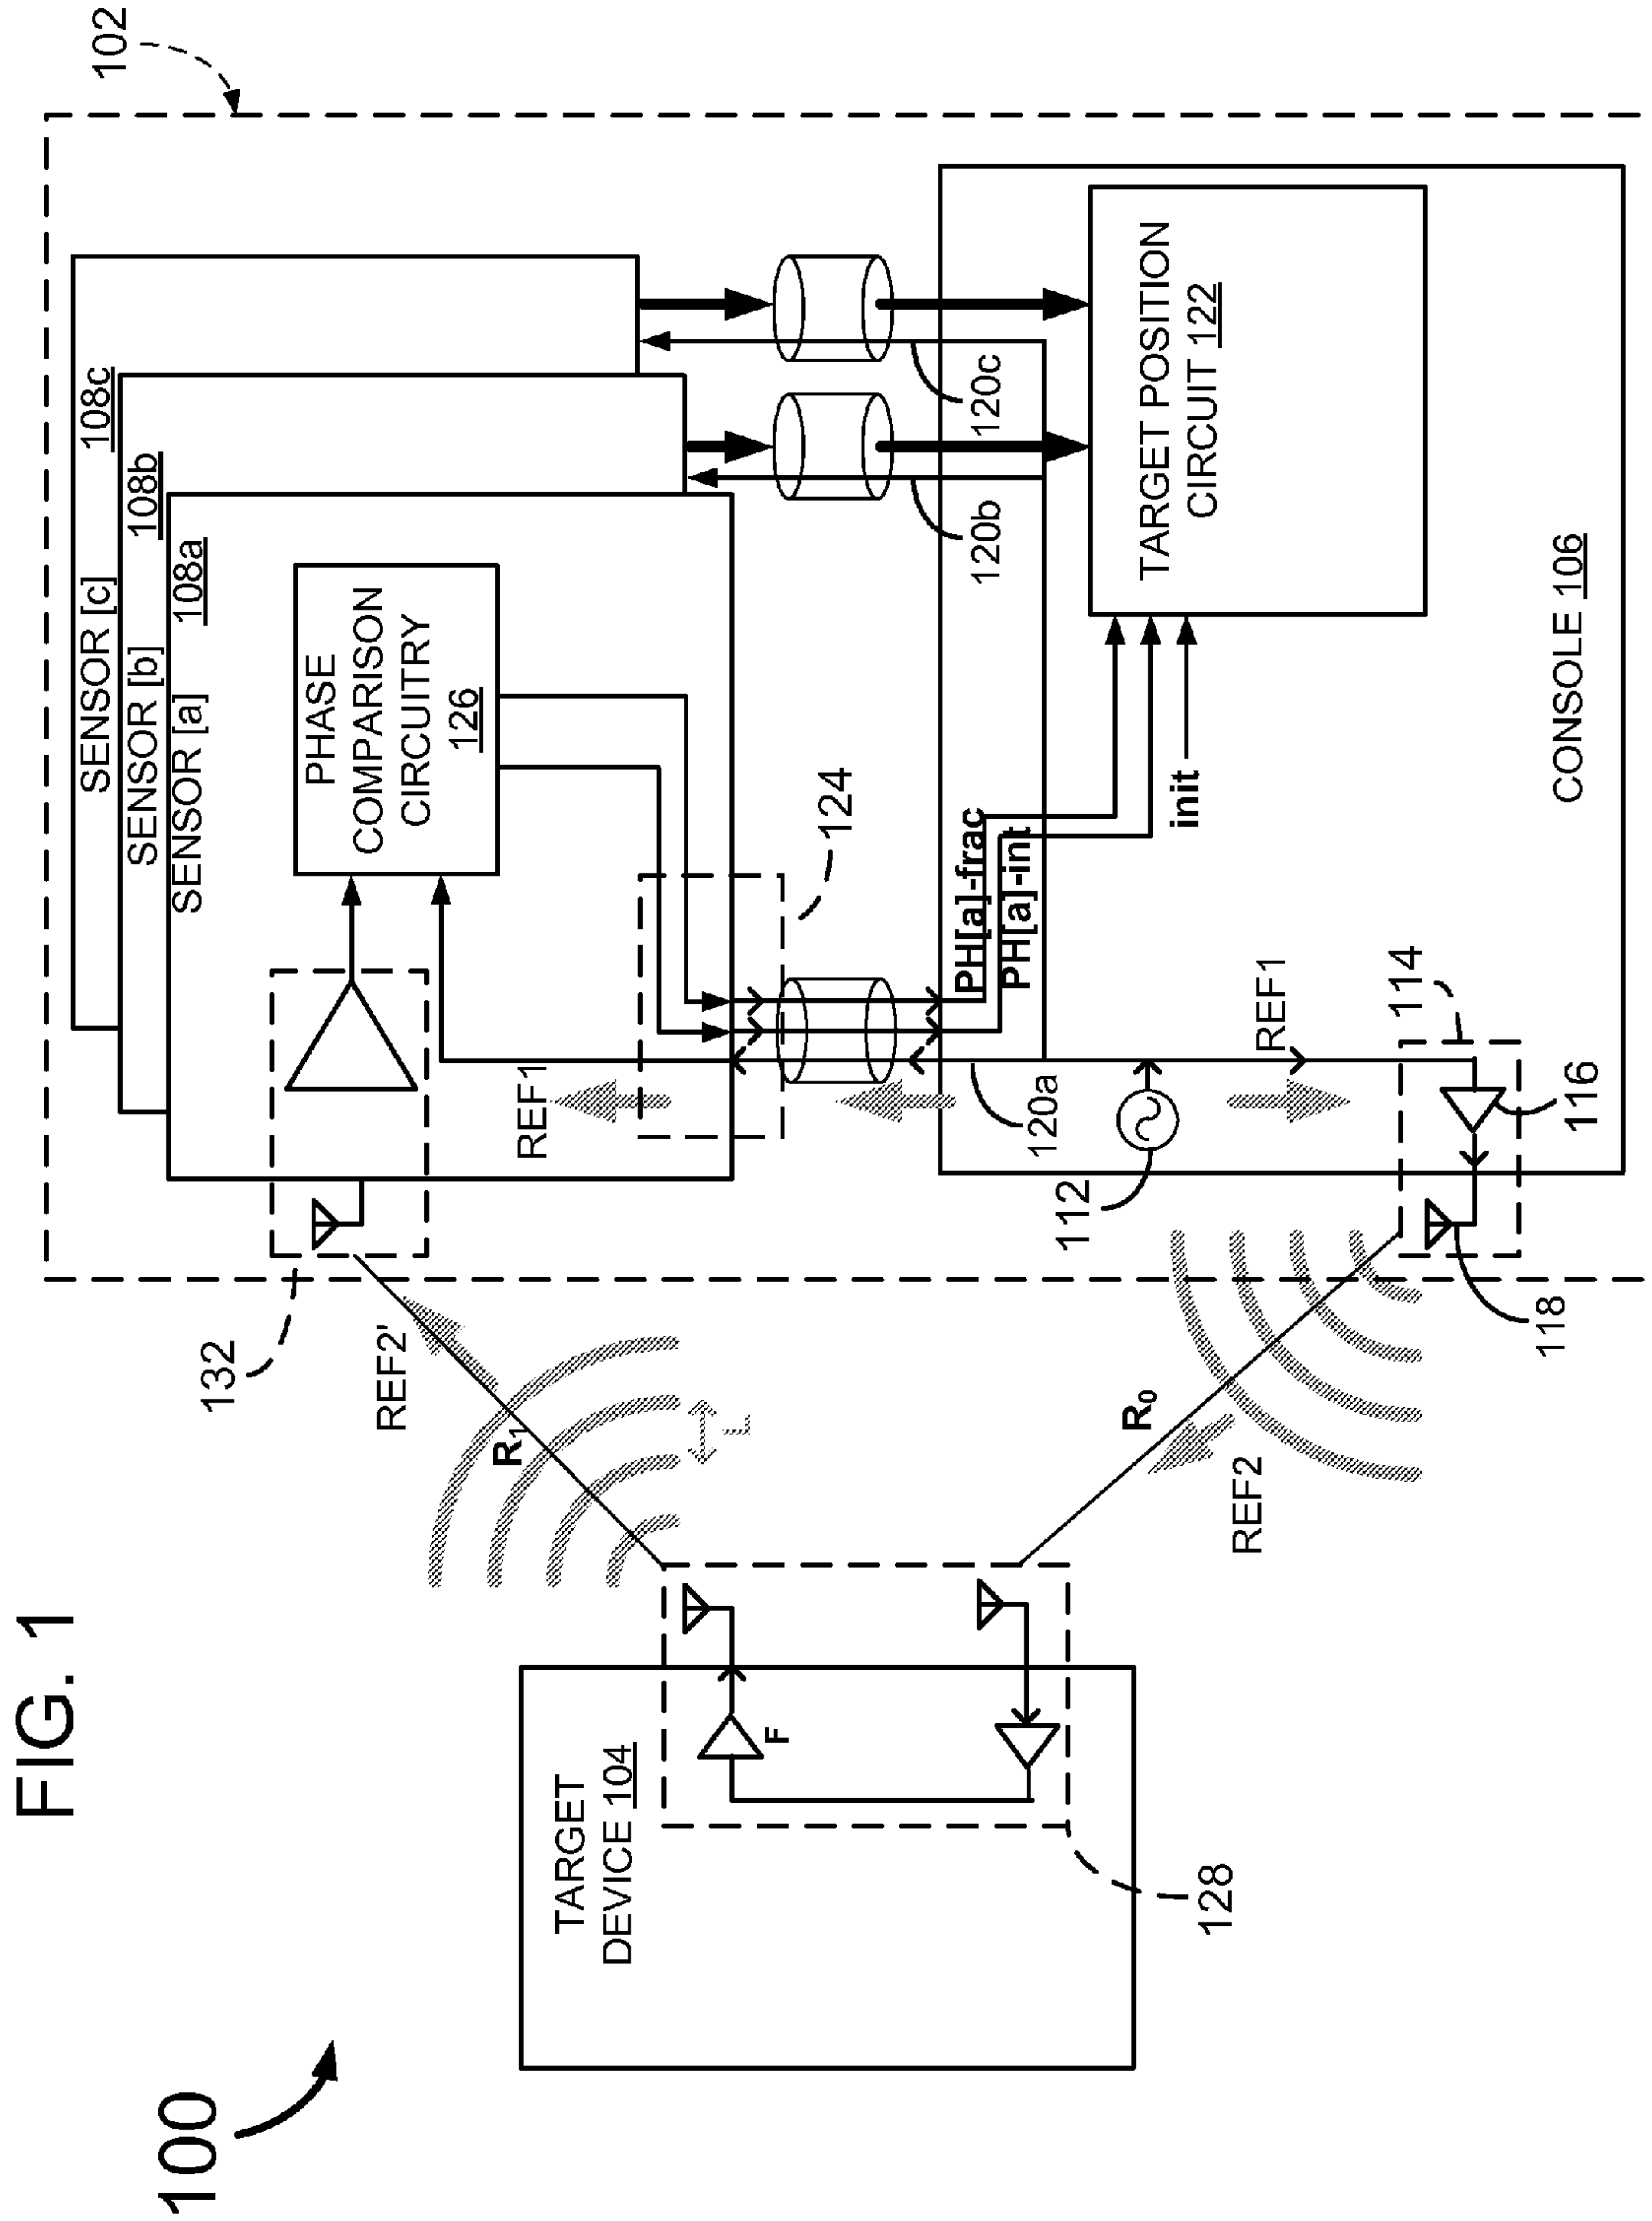 FIG. 1
100
102
SENSOR [c] 108c
SENSOR [b] 108b
SENSOR [a] 108a
PHASE
COMPARISON
CIRCUITRY
126
132
REF2'
R1
L
REF1
124
TARGET
DEVICE 104
F
128
R0
REF2
120a
120b
120c
PH[a]-frac
PH[a]-int
init
TARGET POSITION
CIRCUIT 122
112
REF1
114
116
118
CONSOLE 106